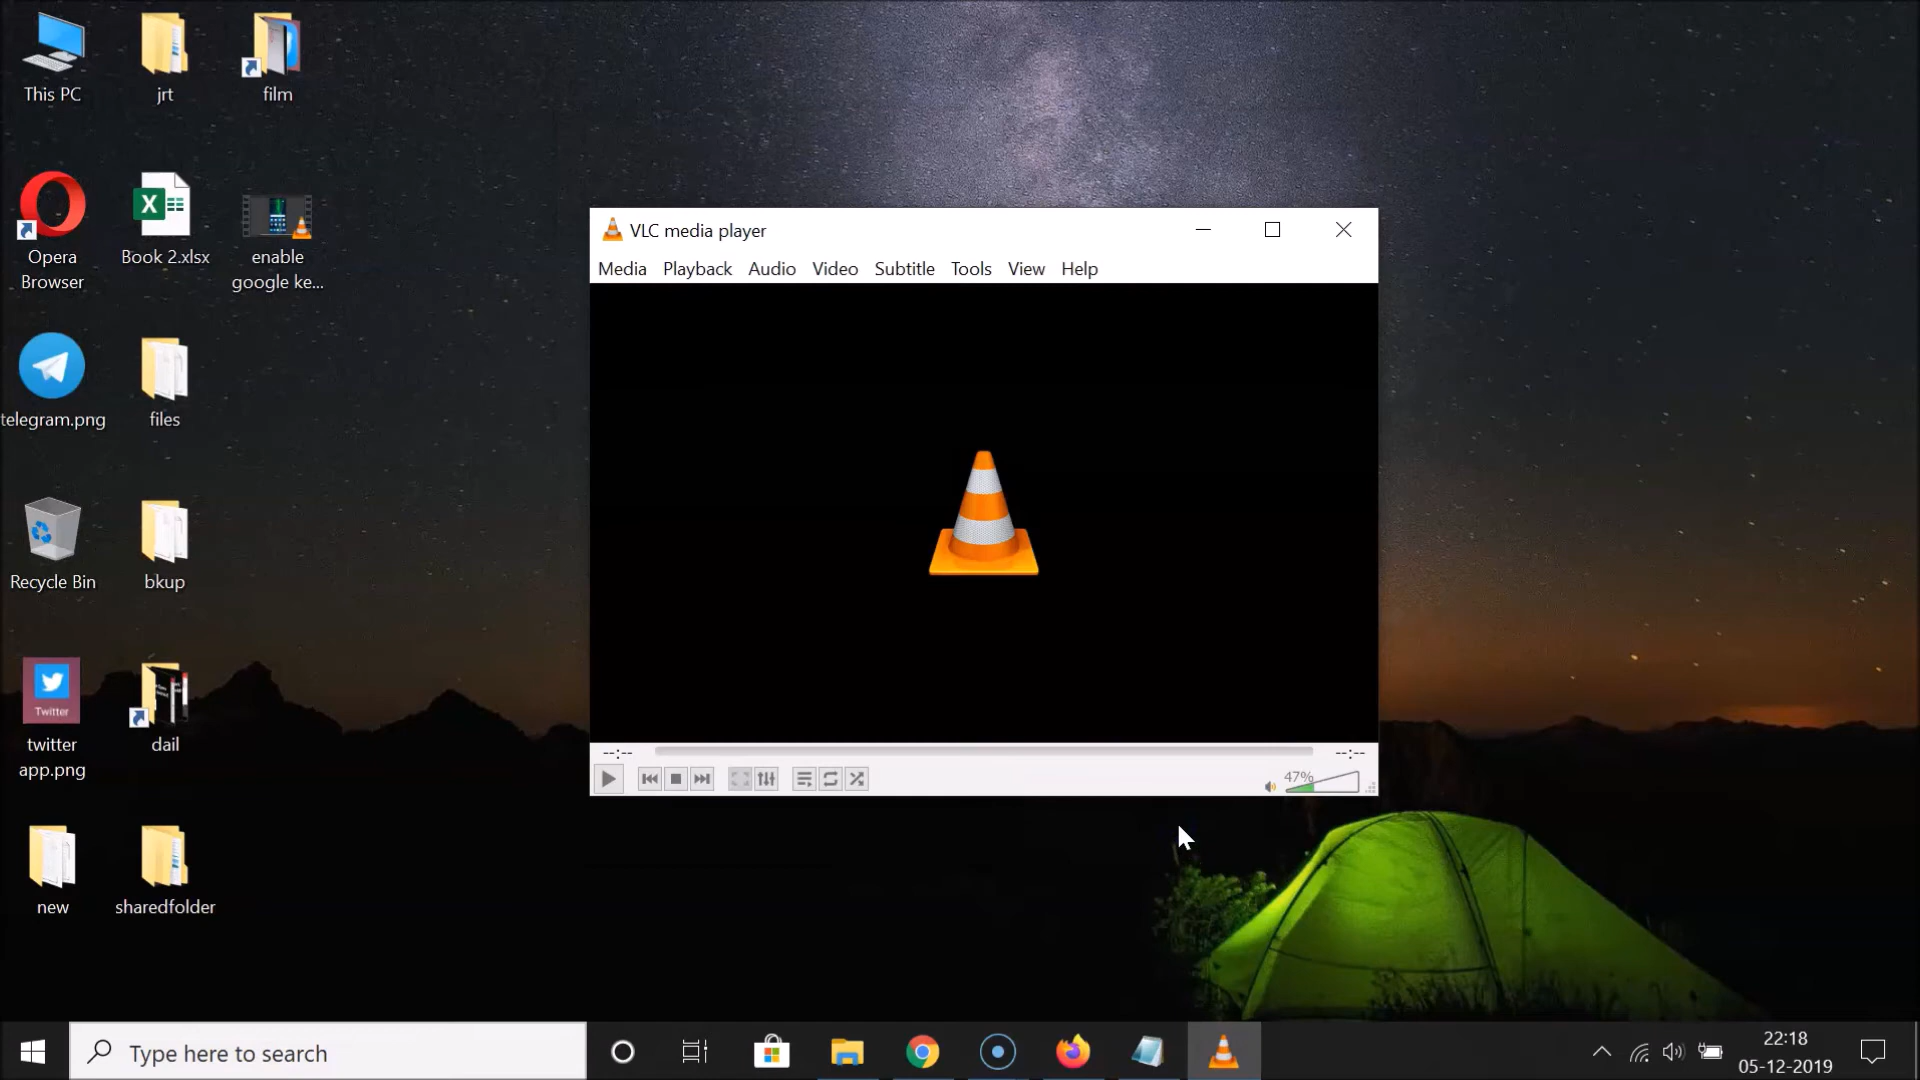 This PC
jrt
film
Opera
Browser
Book 2.xlsx
enable
google ke...
telegram.png
files
Recycle Bin
bkup
Twitter
twitter
app.png
dail
new
sharedfolder
VLC media player
Media Playback Audio Video Subtitle Tools View Help
--:-- --:--
47%
Type here to search
22:18
05-12-2019